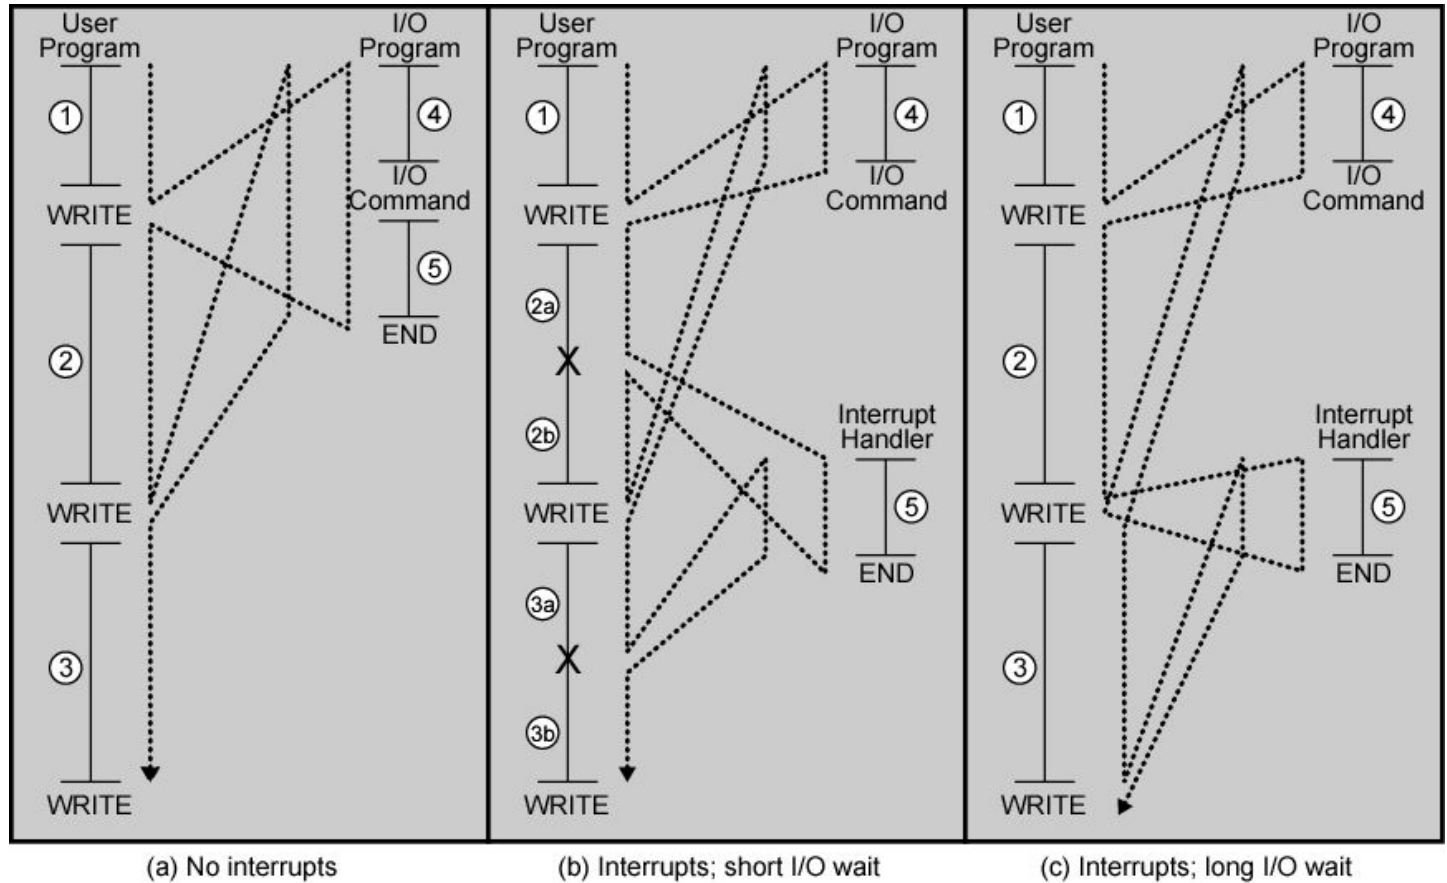 User
Program
I/O
Program
1
4
I/O
Command
WRITE
5
END
2
WRITE
3
WRITE
(a) No interrupts
User
Program
I/O
Program
1
4
I/O
Command
WRITE
2a
X
2b
Interrupt
Handler
WRITE
5
END
3a
X
3b
WRITE
(b) Interrupts; short I/O wait
User
Program
I/O
Program
1
4
I/O
Command
WRITE
2
Interrupt
Handler
WRITE
5
END
3
WRITE
(c) Interrupts; long I/O wait